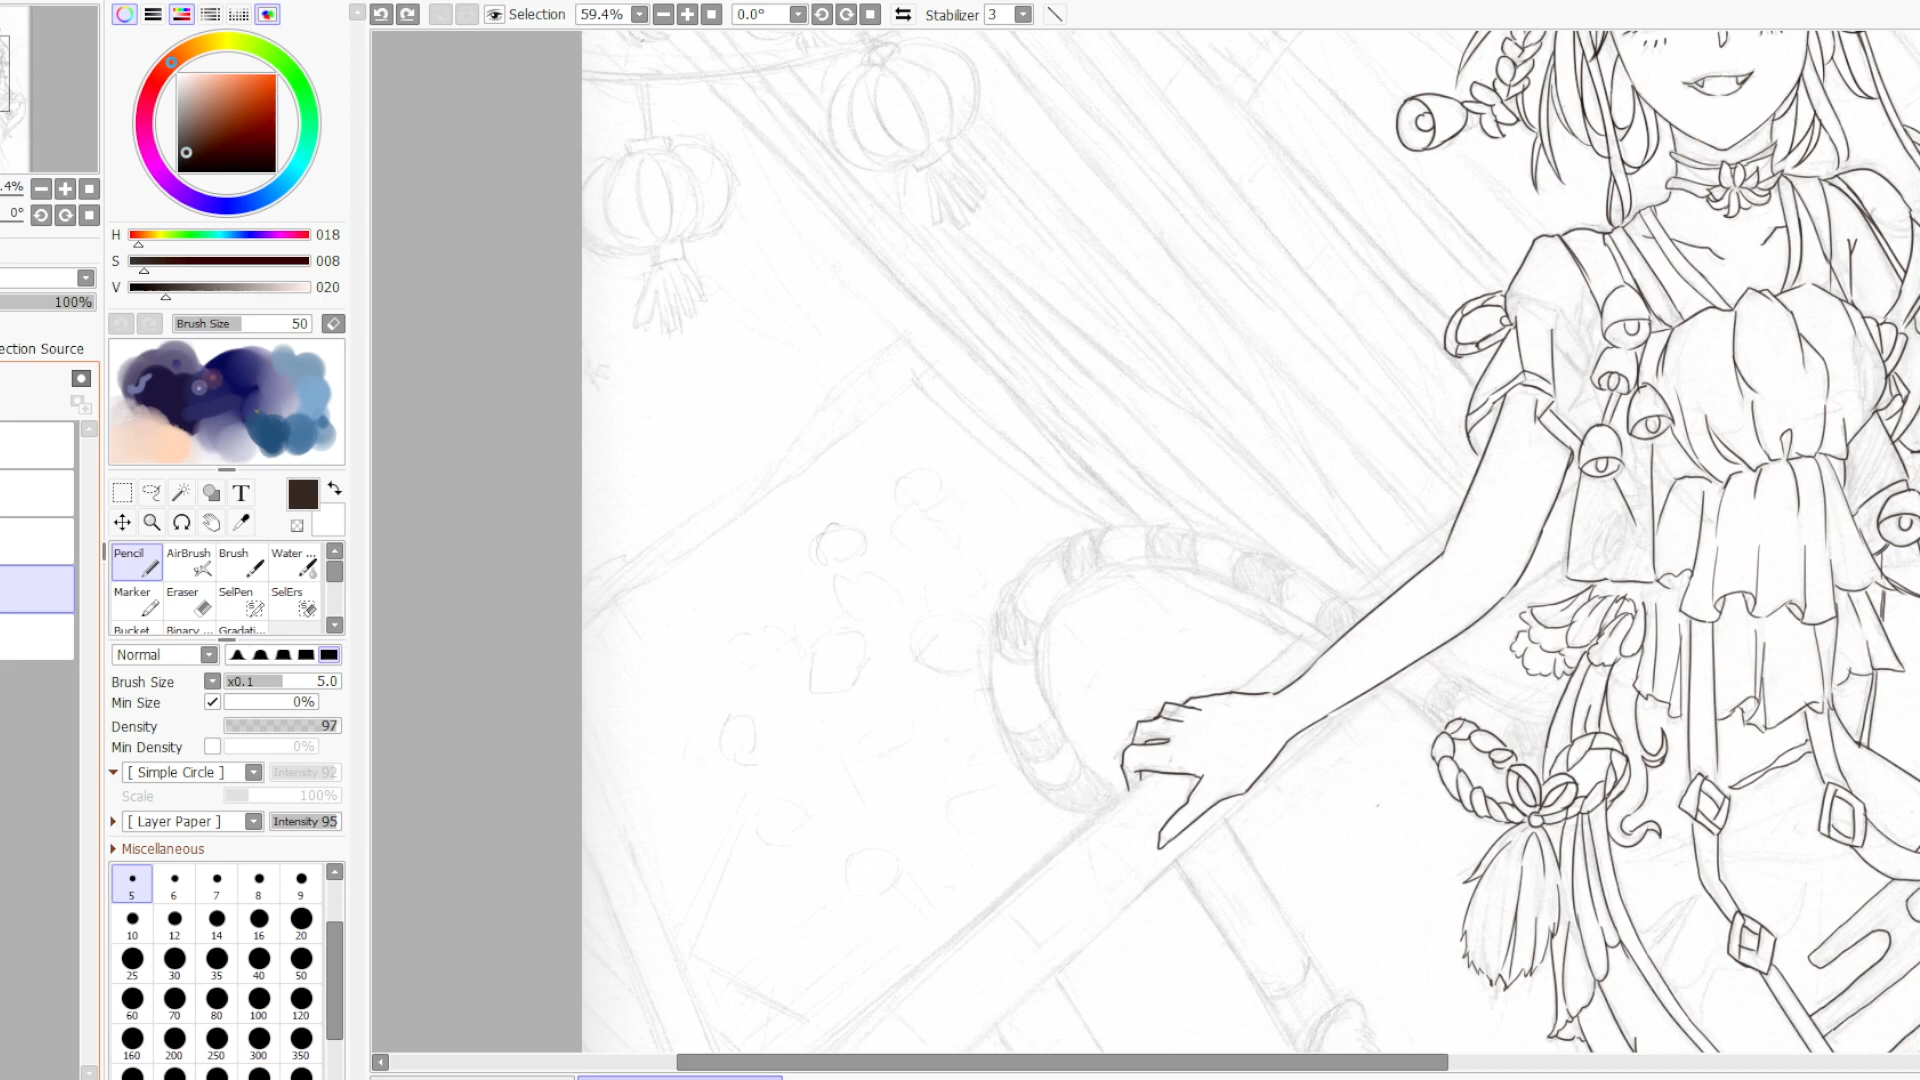 Selection 59.4% 0.0° Stabilizer 3
.4%
0°
H 018
S 008
V 020
100%
Brush Size 50
ection Source
T
Pencil AirBrush Brush Water ...
Marker Eraser SelPen SelErs
Bucket Binary ... Gradati...
Normal
Brush Size x0.1 5.0
Min Size 0%
Density 97
Min Density 0%
[ Simple Circle ] Intensity 92
Scale 100%
[ Layer Paper ] Intensity 95
Miscellaneous
5 6 7 8 9
10 12 14 16 20
25 30 35 40 50
60 70 80 100 120
160 200 250 300 350